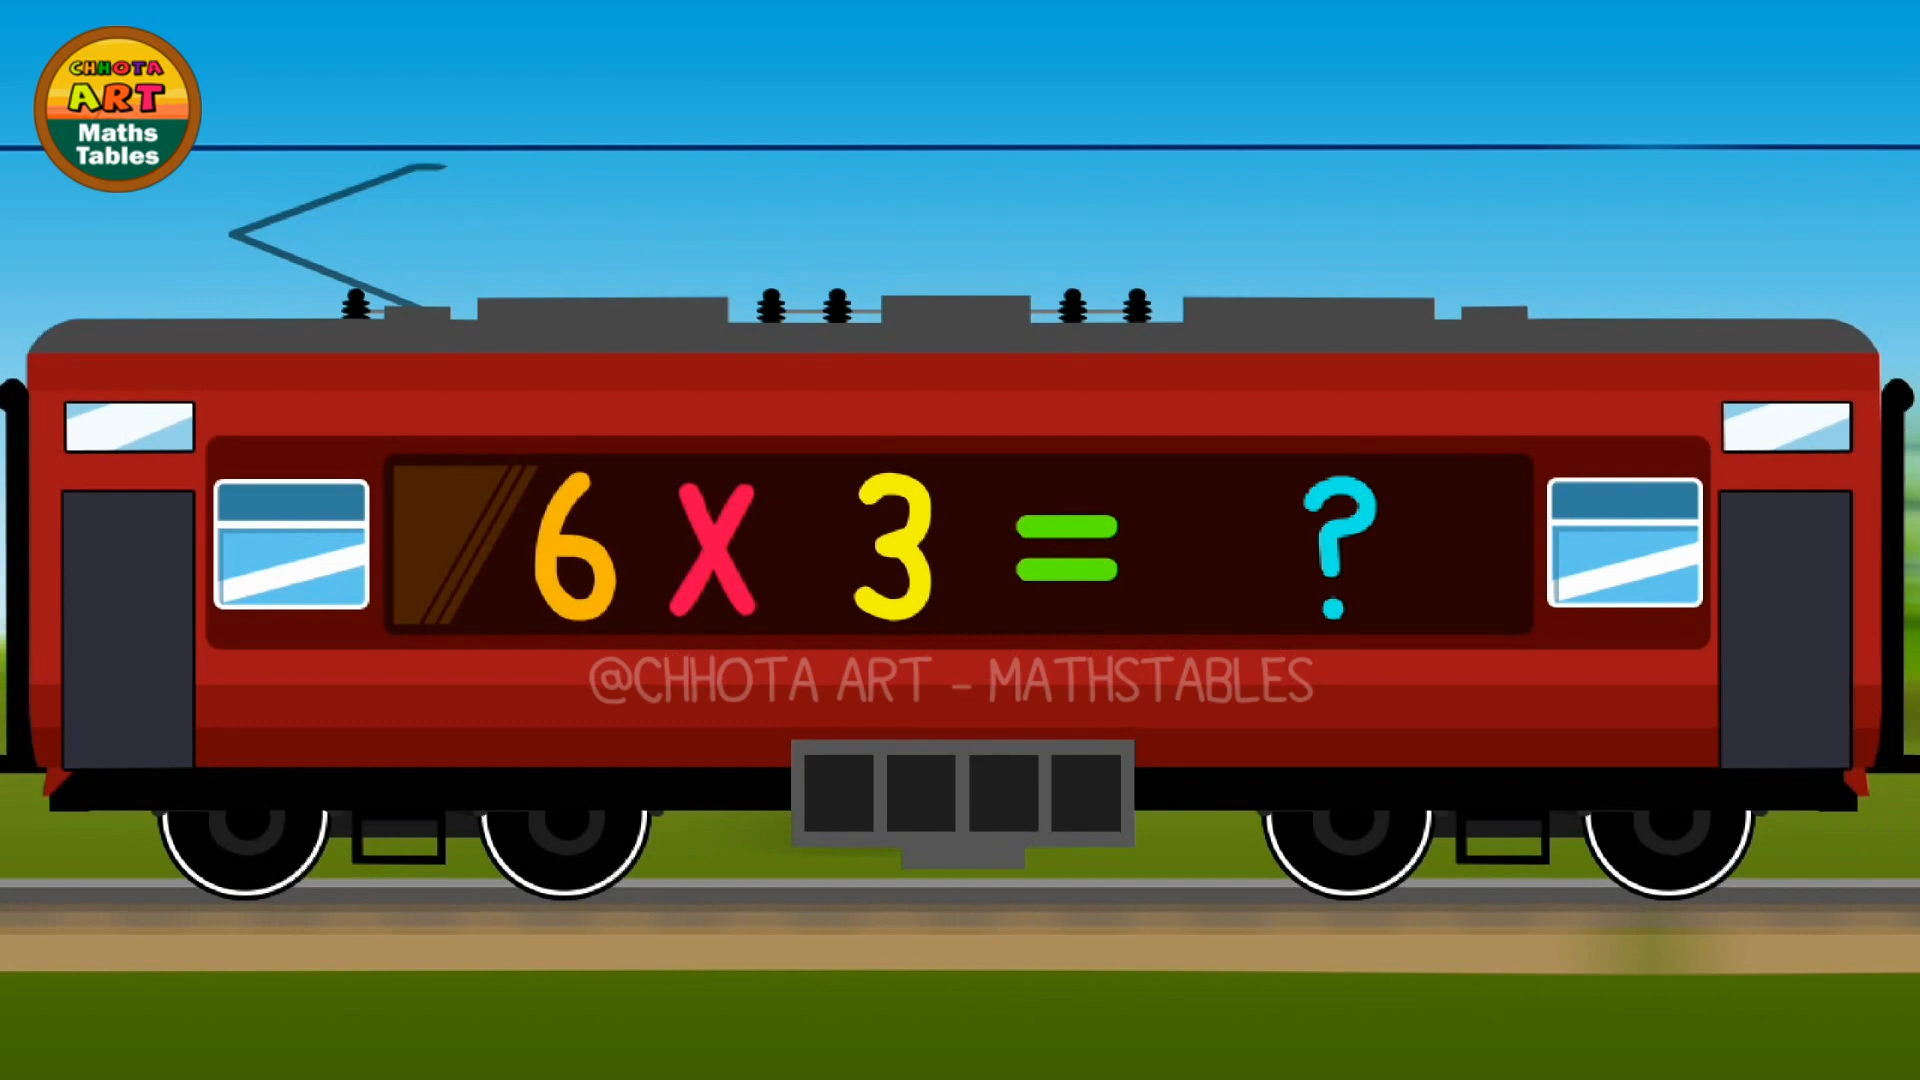 CHHOTA
ART
Maths
Tables
6 X 3 = ?
@CHHOTA ART - MATHSTABLES